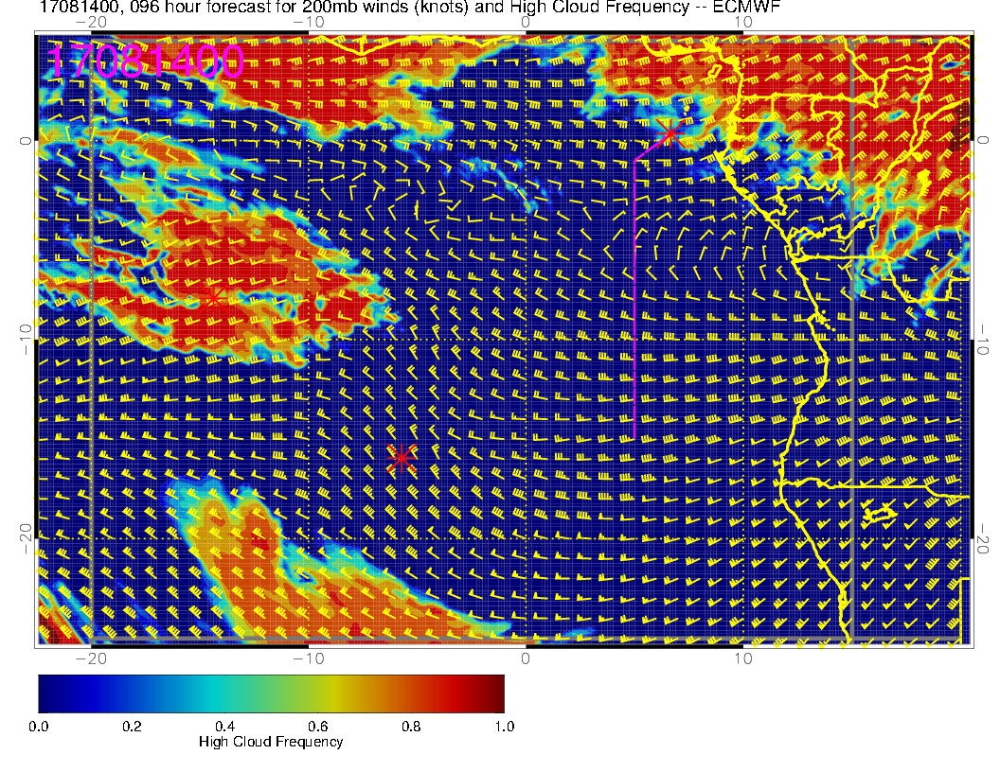 17081400, 096 hour forecast for 200mb winds (knots) and High Cloud Frequency -- ECMWF
−20 −10 0 10
17081400
0 0
−10 −10
−20 −20
−20 −10 0 10
0.0 0.2 0.4 0.6 0.8 1.0
High Cloud Frequency